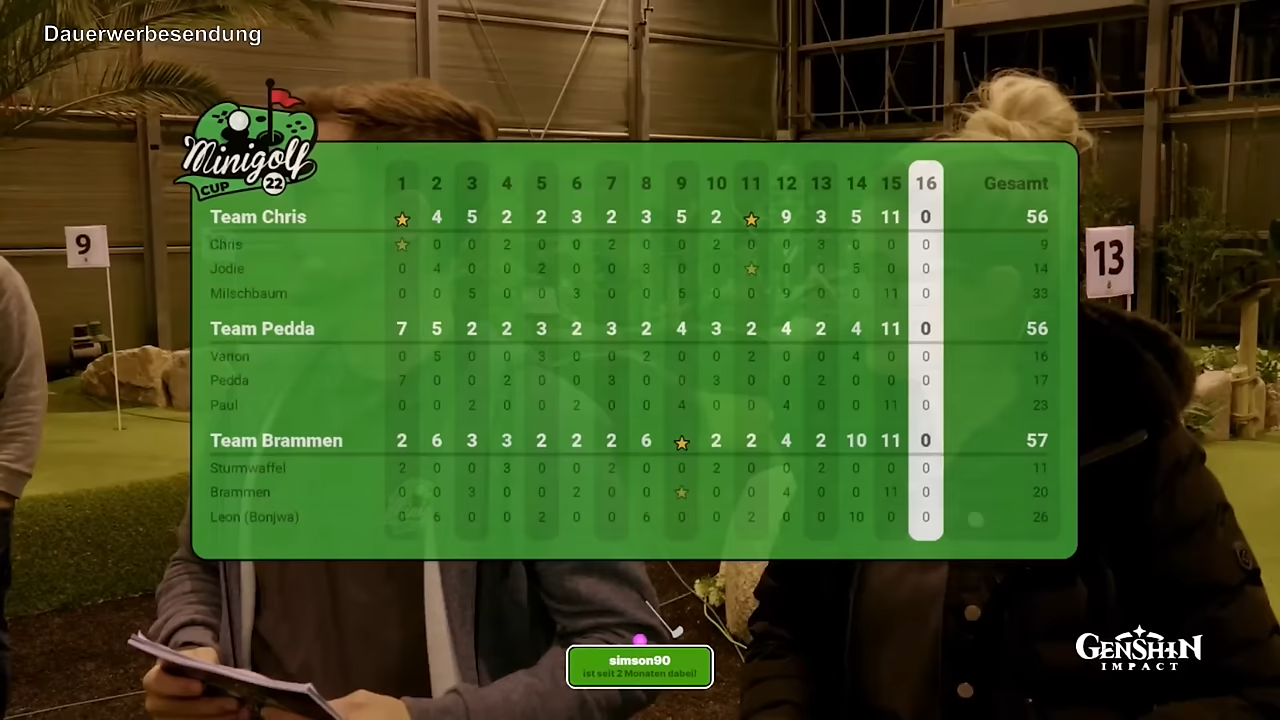 Dauerwerbesendung
Minigolf
CUP 22
1 2 3 4 5 6 7 8 9 10 11 12 13 14 15 16 Gesamt
Team Chris 4 5 2 2 3 2 3 5 2 9 3 5 11 0 56
Chris 0 0 2 0 0 2 0 0 2 0 0 3 0 0 0 9
Jodie 0 4 0 0 2 0 0 3 0 0 0 0 5 0 0 14
Milschbaum 0 0 5 0 0 3 0 0 5 0 0 9 0 0 11 0 33
Team Pedda 7 5 2 2 3 2 3 2 4 3 2 4 2 4 11 0 56
Varion 0 5 0 0 3 0 0 2 0 0 2 0 0 4 0 0 16
Pedda 7 0 0 2 0 0 3 0 0 3 0 0 2 0 0 0 17
Paul 0 0 2 0 0 2 0 0 4 0 0 4 0 0 11 0 23
Team Brammen 2 6 3 3 2 2 2 6 2 2 4 2 10 11 0 57
Sturmwaffel 2 0 0 3 0 0 2 0 0 2 0 0 2 0 0 0 11
Brammen 0 0 3 0 0 2 0 0 0 0 4 0 0 11 0 20
Leon (Bonjwa) 0 6 0 0 2 0 0 6 0 0 2 0 0 10 0 0 26
9
13
simson90
ist seit 2 Monaten dabei!
GENSHIN
IMPACT